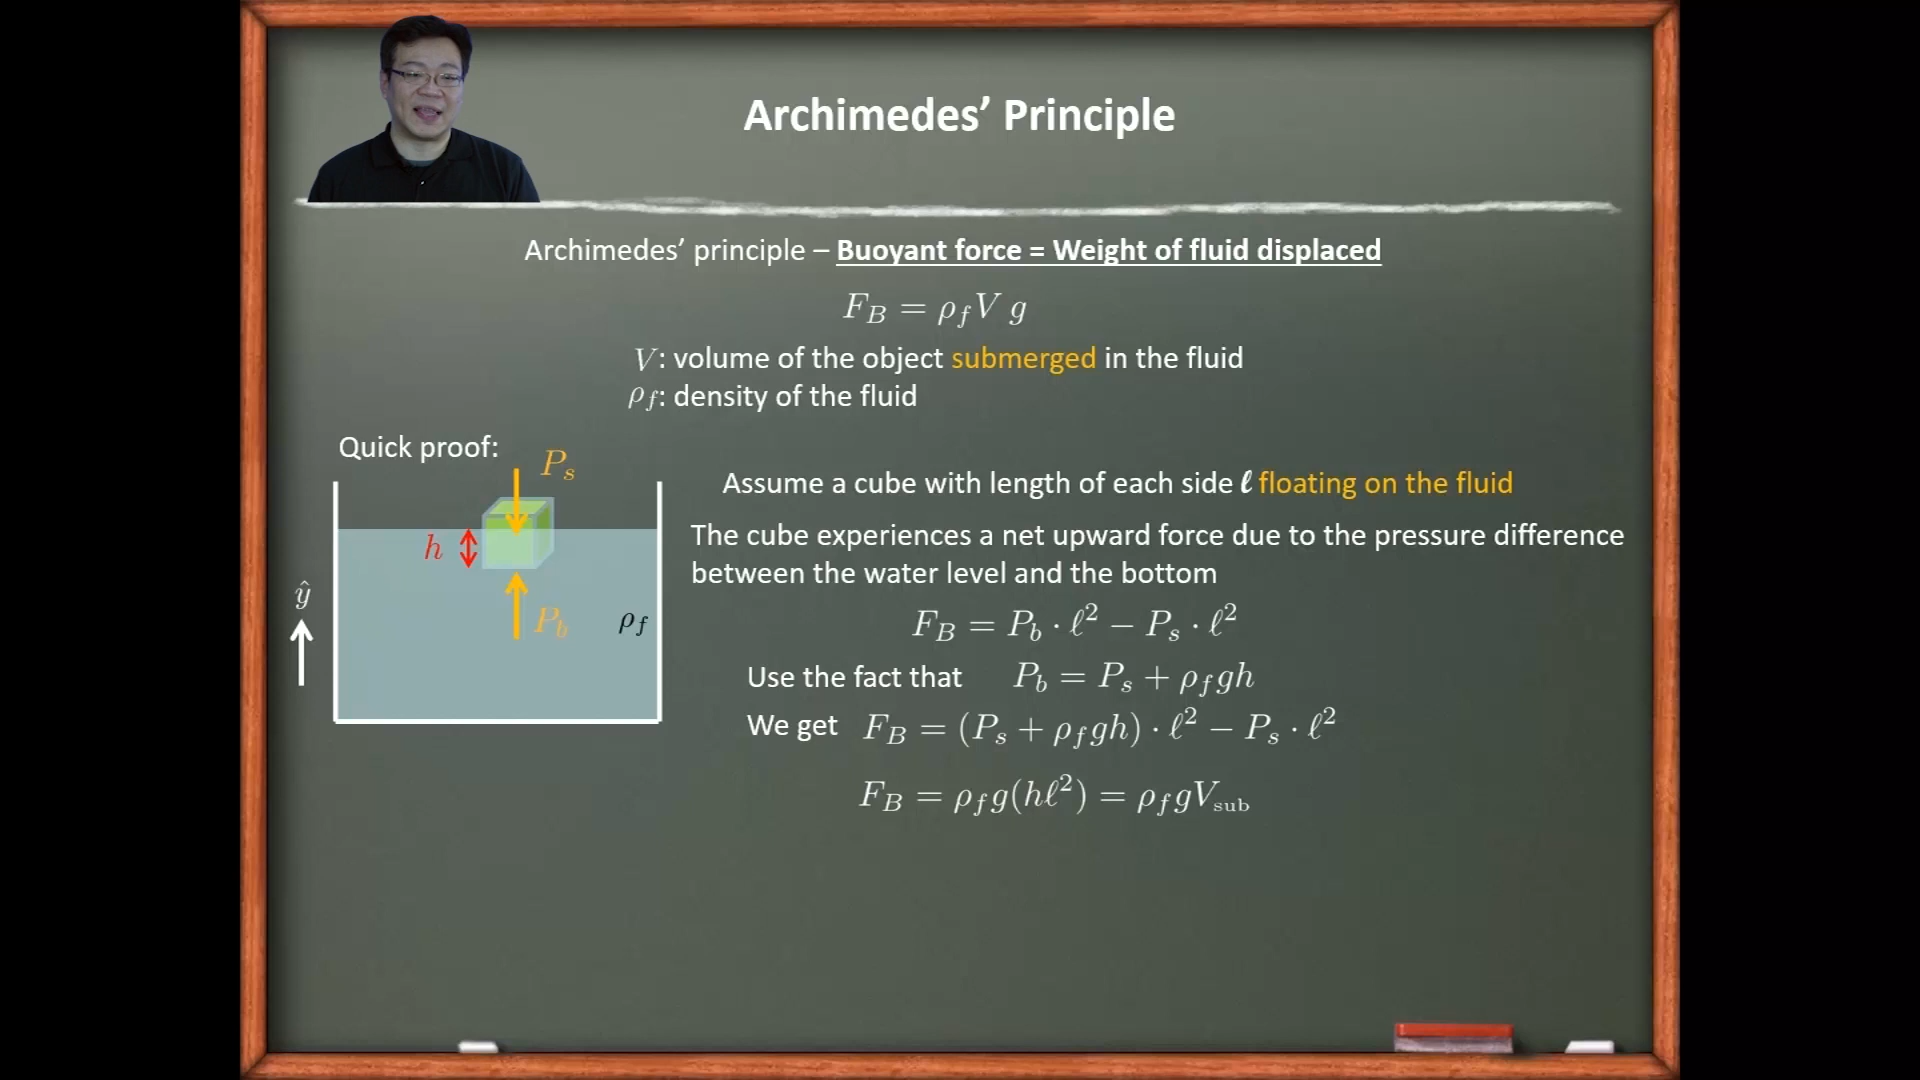 Archimedes’ Principle
Archimedes’ principle – Buoyant force = Weight of fluid displaced
F_B = ρ_f V g
V: volume of the object submerged in the fluid
ρ_f: density of the fluid
Quick proof:
P_s
Assume a cube with length of each side ℓ floating on the fluid
h
The cube experiences a net upward force due to the pressure difference
between the water level and the bottom
ŷ
P_b
ρ_f
F_B = P_b · ℓ² − P_s · ℓ²
Use the fact that P_b = P_s + ρ_f gh
We get F_B = (P_s + ρ_f gh) · ℓ² − P_s · ℓ²
F_B = ρ_f g(hℓ²) = ρ_f gV_sub